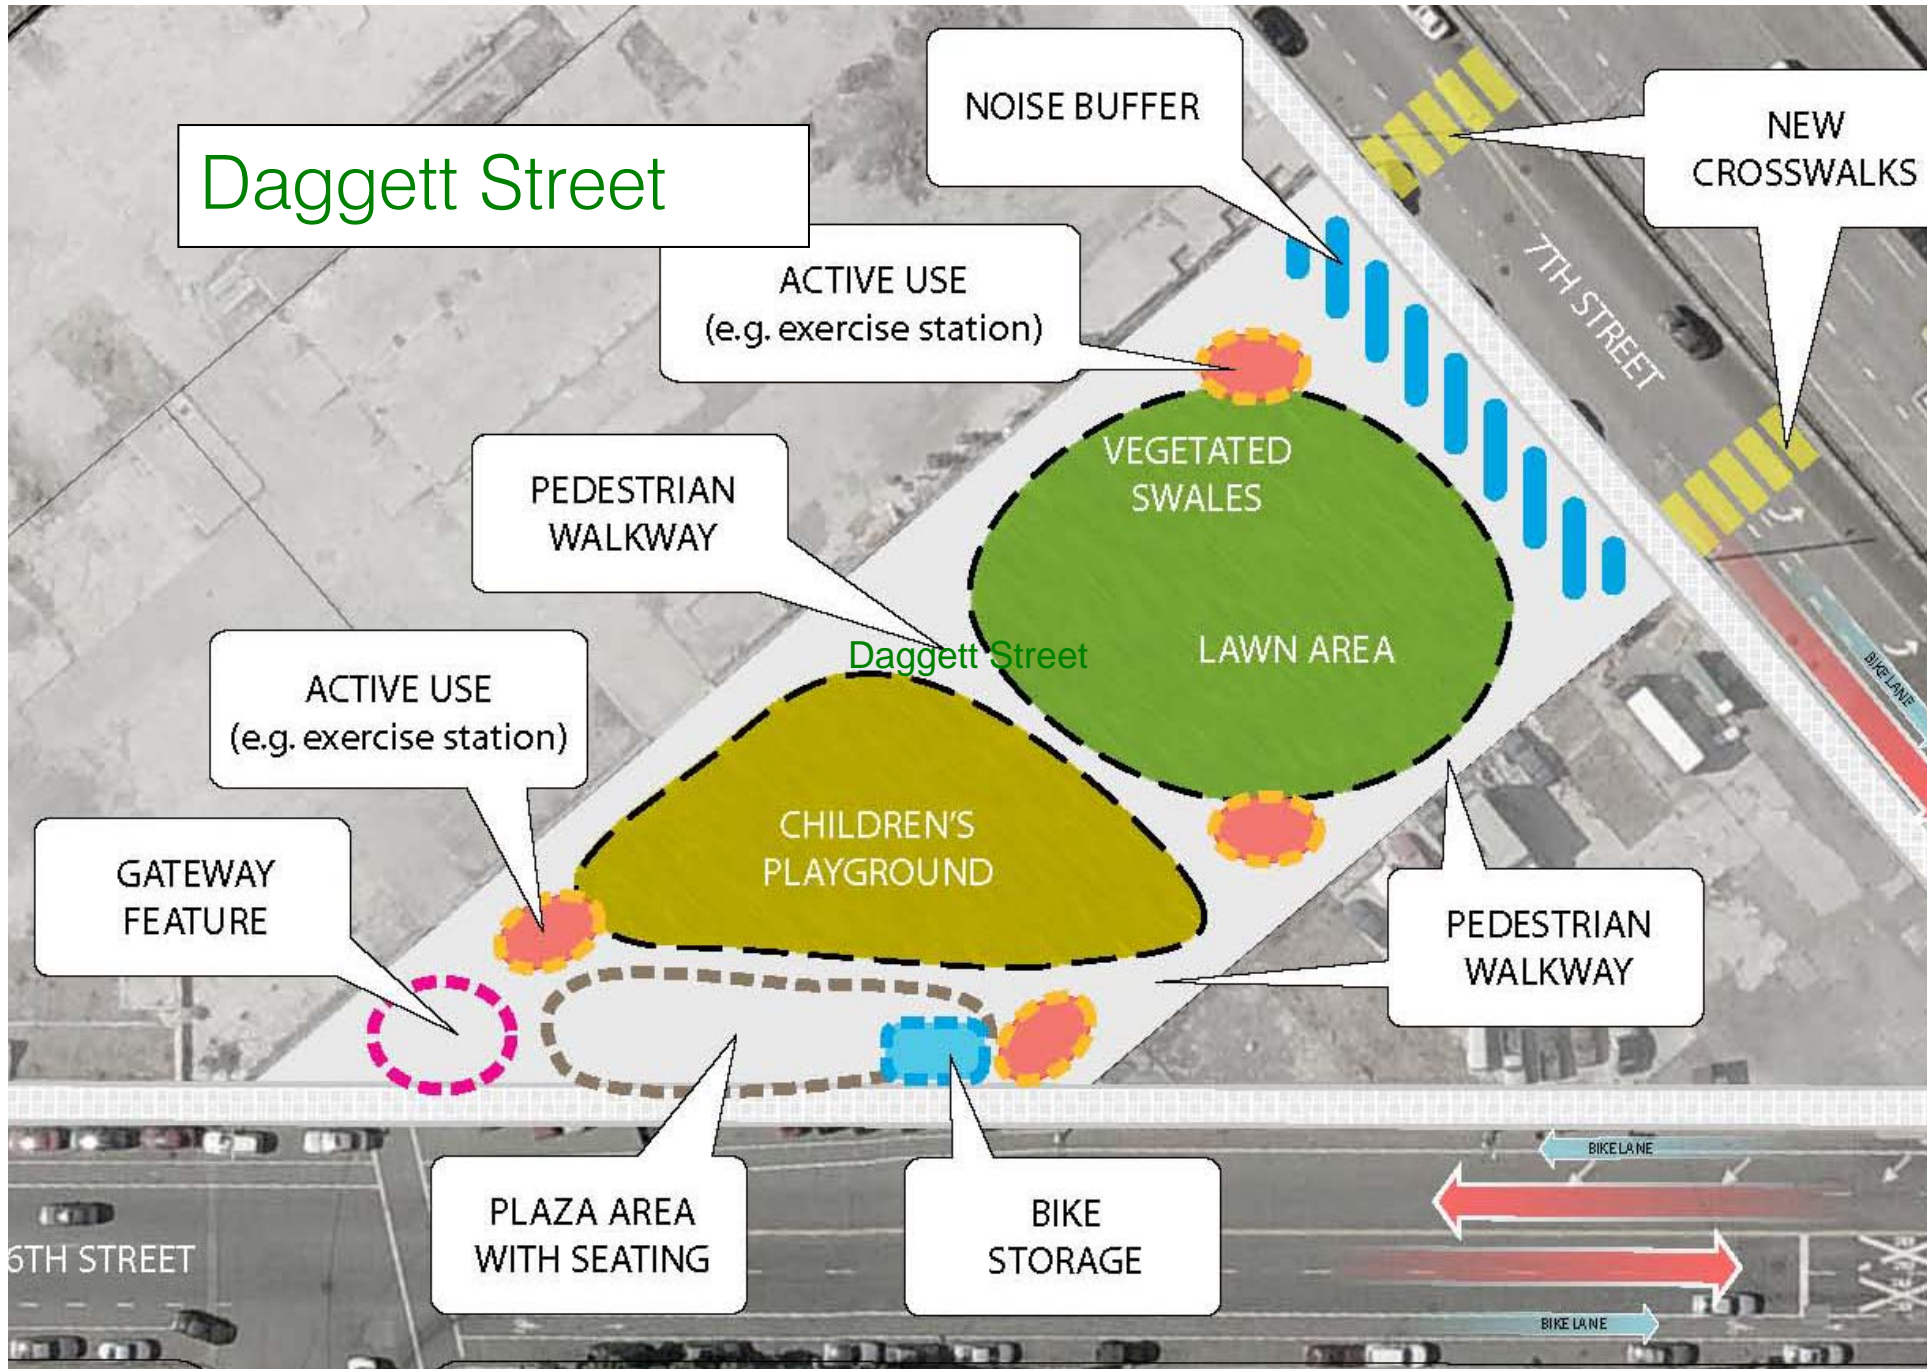 Daggett Street
NOISE BUFFER
NEW
CROSSWALKS
ACTIVE USE
(e.g. exercise station)
7TH STREET
VEGETATED
SWALES
PEDESTRIAN
WALKWAY
LAWN AREA
Daggett Street
BIKE LANE
ACTIVE USE
(e.g. exercise station)
CHILDREN'S
PLAYGROUND
GATEWAY
FEATURE
PEDESTRIAN
WALKWAY
BIKE LANE
PLAZA AREA
WITH SEATING
BIKE
STORAGE
6TH STREET
BIKE LANE